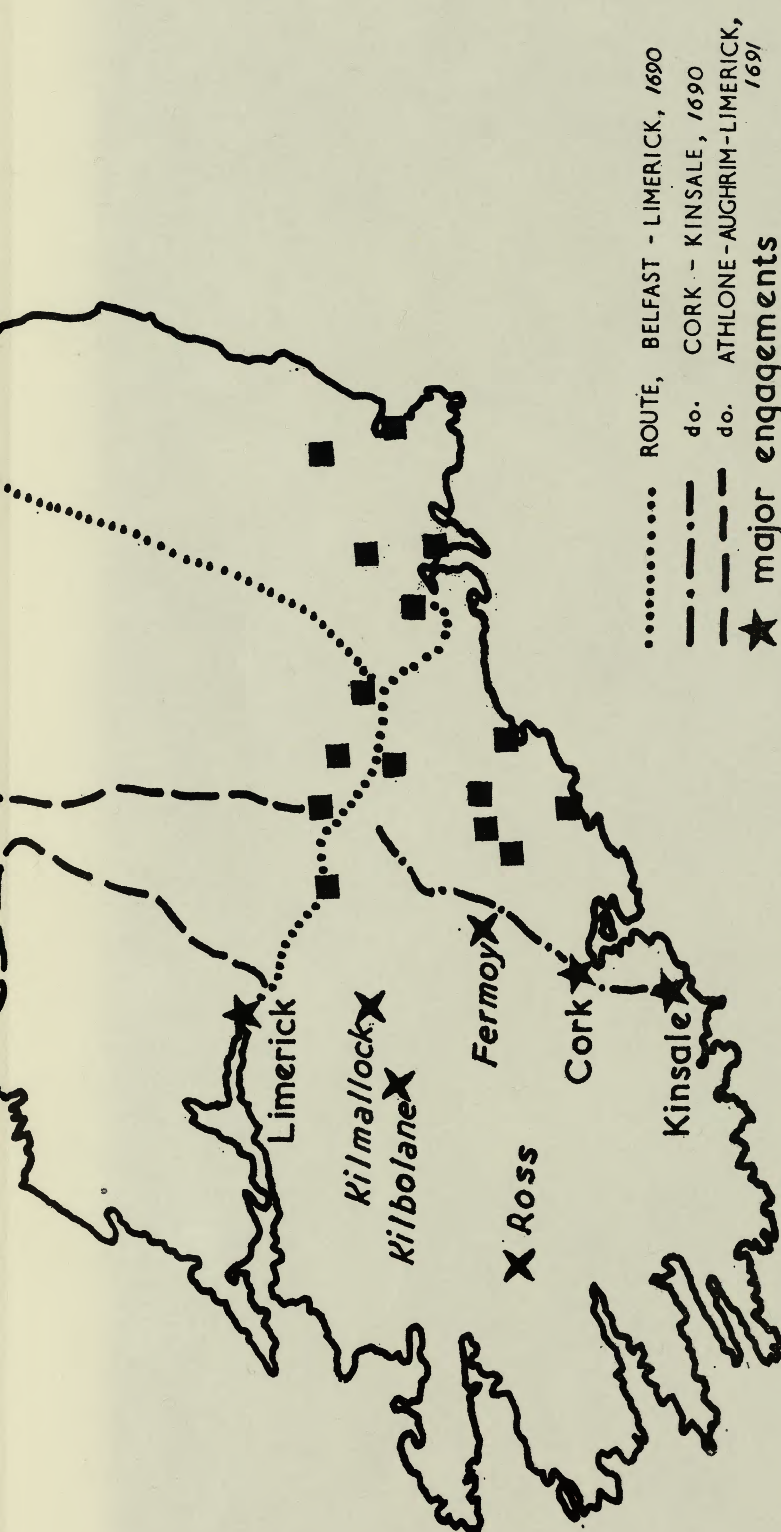 Limerick
Kilmallock
Kilbolane
Fermoy
Cork
Kinsale
Ross
ROUTE, BELFAST - LIMERICK, 1690
do. CORK - KINSALE, 1690
do. ATHLONE-AUGHRIM-LIMERICK,
1691
major engagements